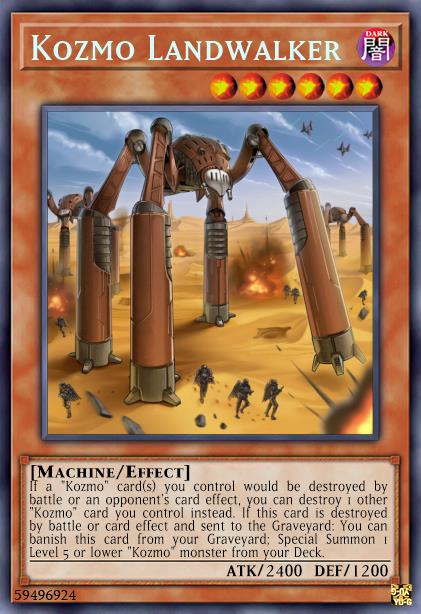 Kozmo Landwalker
DARK
闇
[Machine/Effect]
If a "Kozmo" card(s) you control would be destroyed by
battle or an opponent's card effect, you can destroy 1 other
"Kozmo" card you control instead. If this card is destroyed
by battle or card effect and sent to the Graveyard: You can
banish this card from your Graveyard; Special Summon 1
Level 5 or lower "Kozmo" monster from your Deck.
ATK/2400 DEF/1200
59496924